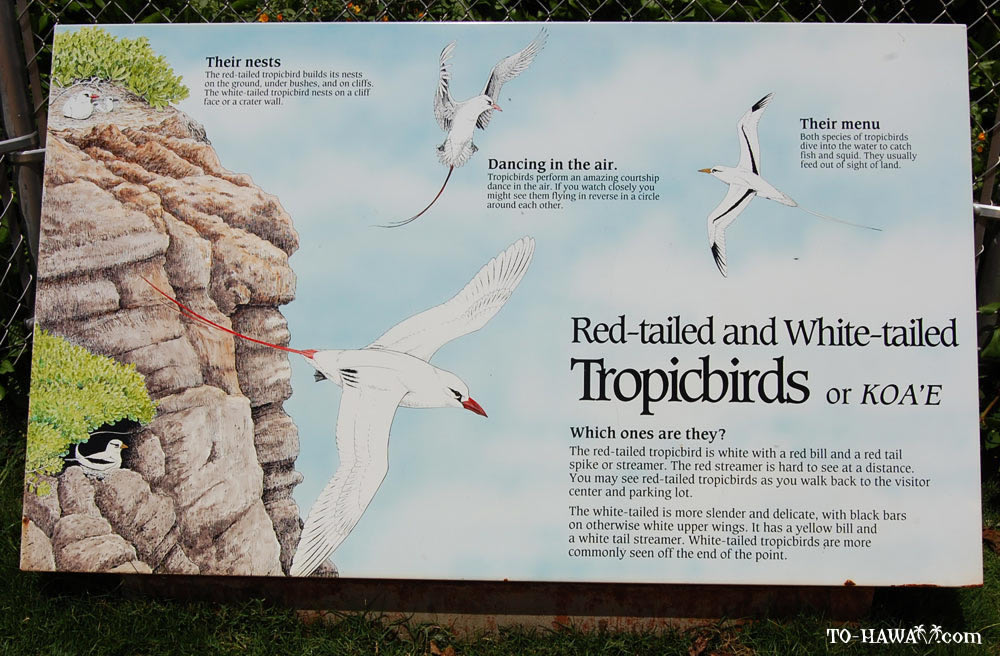 Their nests
The red-tailed tropicbird builds its nests
on the ground, under bushes, and on cliffs.
The white-tailed tropicbird nests on a cliff
face or a crater wall.
Dancing in the air.
Tropicbirds perform an amazing courtship
dance in the air. If you watch closely you
might see them flying in reverse in a circle
around each other.
Their menu
Both species of tropicbirds
dive into the water to catch
fish and squid. They usually
feed out of sight of land.
Red-tailed and White-tailed
Tropicbirds or KOA'E
Which ones are they?
The red-tailed tropicbird is white with a red bill and a red tail
spike or streamer. The red streamer is hard to see at a distance.
You may see red-tailed tropicbirds as you walk back to the visitor
center and parking lot.
The white-tailed is more slender and delicate, with black bars
on otherwise white upper wings. It has a yellow bill and
a white tail streamer. White-tailed tropicbirds are more
commonly seen off the end of the point.
TO-HAWAII.com